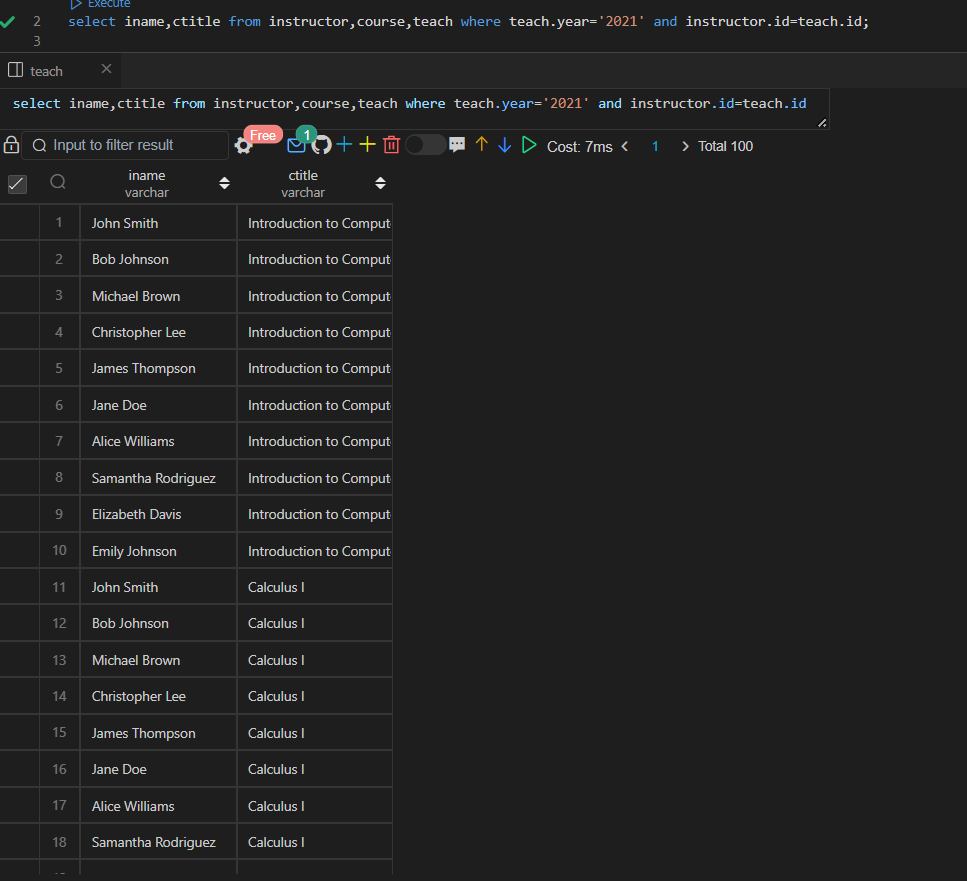 Execute
2 select iname,ctitle from instructor,course,teach where teach.year='2021' and instructor.id=teach.id;
3
teach
select iname,ctitle from instructor,course,teach where teach.year='2021' and instructor.id=teach.id
Input to filter result Free 1 Cost: 7ms 1 Total 100
iname ctitle
varchar varchar
1 John Smith Introduction to Comput
2 Bob Johnson Introduction to Comput
3 Michael Brown Introduction to Comput
4 Christopher Lee Introduction to Comput
5 James Thompson Introduction to Comput
6 Jane Doe Introduction to Comput
7 Alice Williams Introduction to Comput
8 Samantha Rodriguez Introduction to Comput
9 Elizabeth Davis Introduction to Comput
10 Emily Johnson Introduction to Comput
11 John Smith Calculus I
12 Bob Johnson Calculus I
13 Michael Brown Calculus I
14 Christopher Lee Calculus I
15 James Thompson Calculus I
16 Jane Doe Calculus I
17 Alice Williams Calculus I
18 Samantha Rodriguez Calculus I